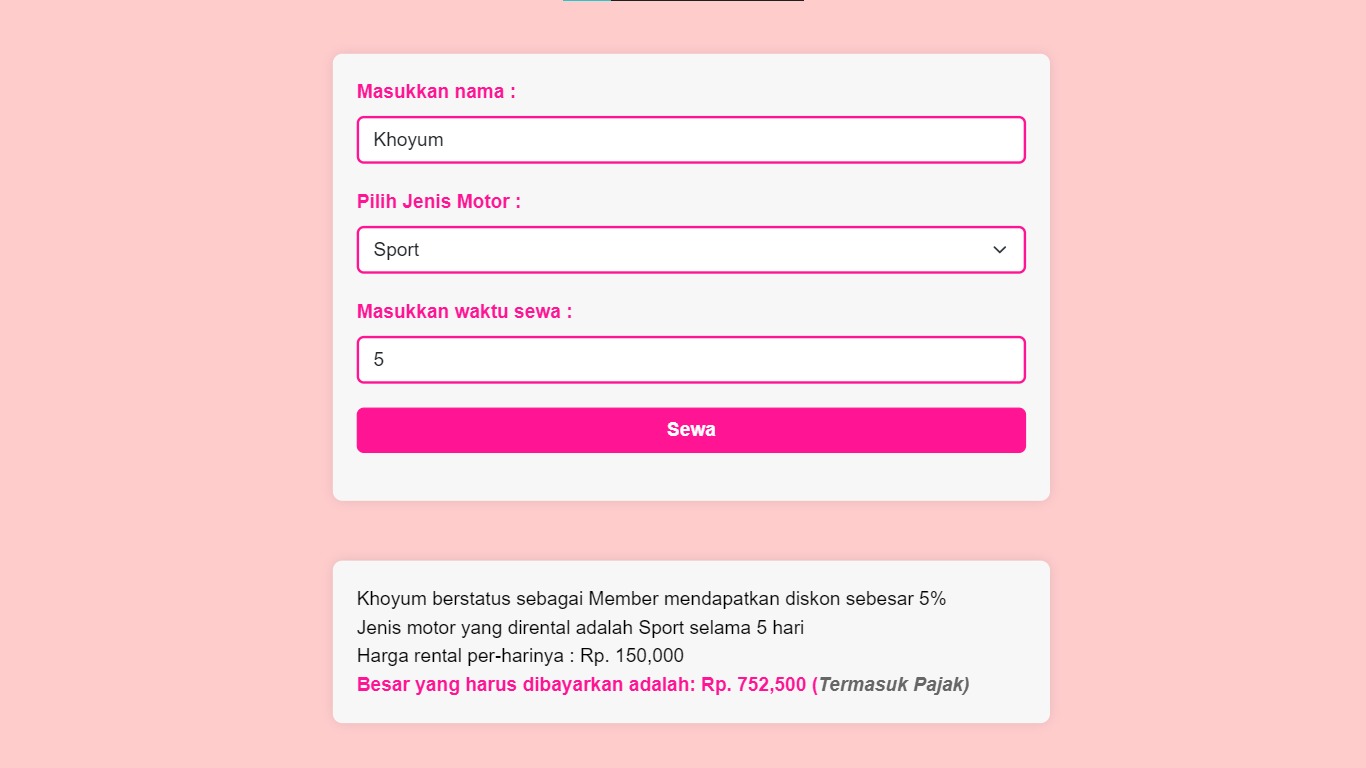 Masukkan nama :
Khoyum
Pilih Jenis Motor :
Sport
Masukkan waktu sewa :
5
Sewa
Khoyum berstatus sebagai Member mendapatkan diskon sebesar 5%
Jenis motor yang dirental adalah Sport selama 5 hari
Harga rental per-harinya : Rp. 150,000
Besar yang harus dibayarkan adalah: Rp. 752,500 (Termasuk Pajak)